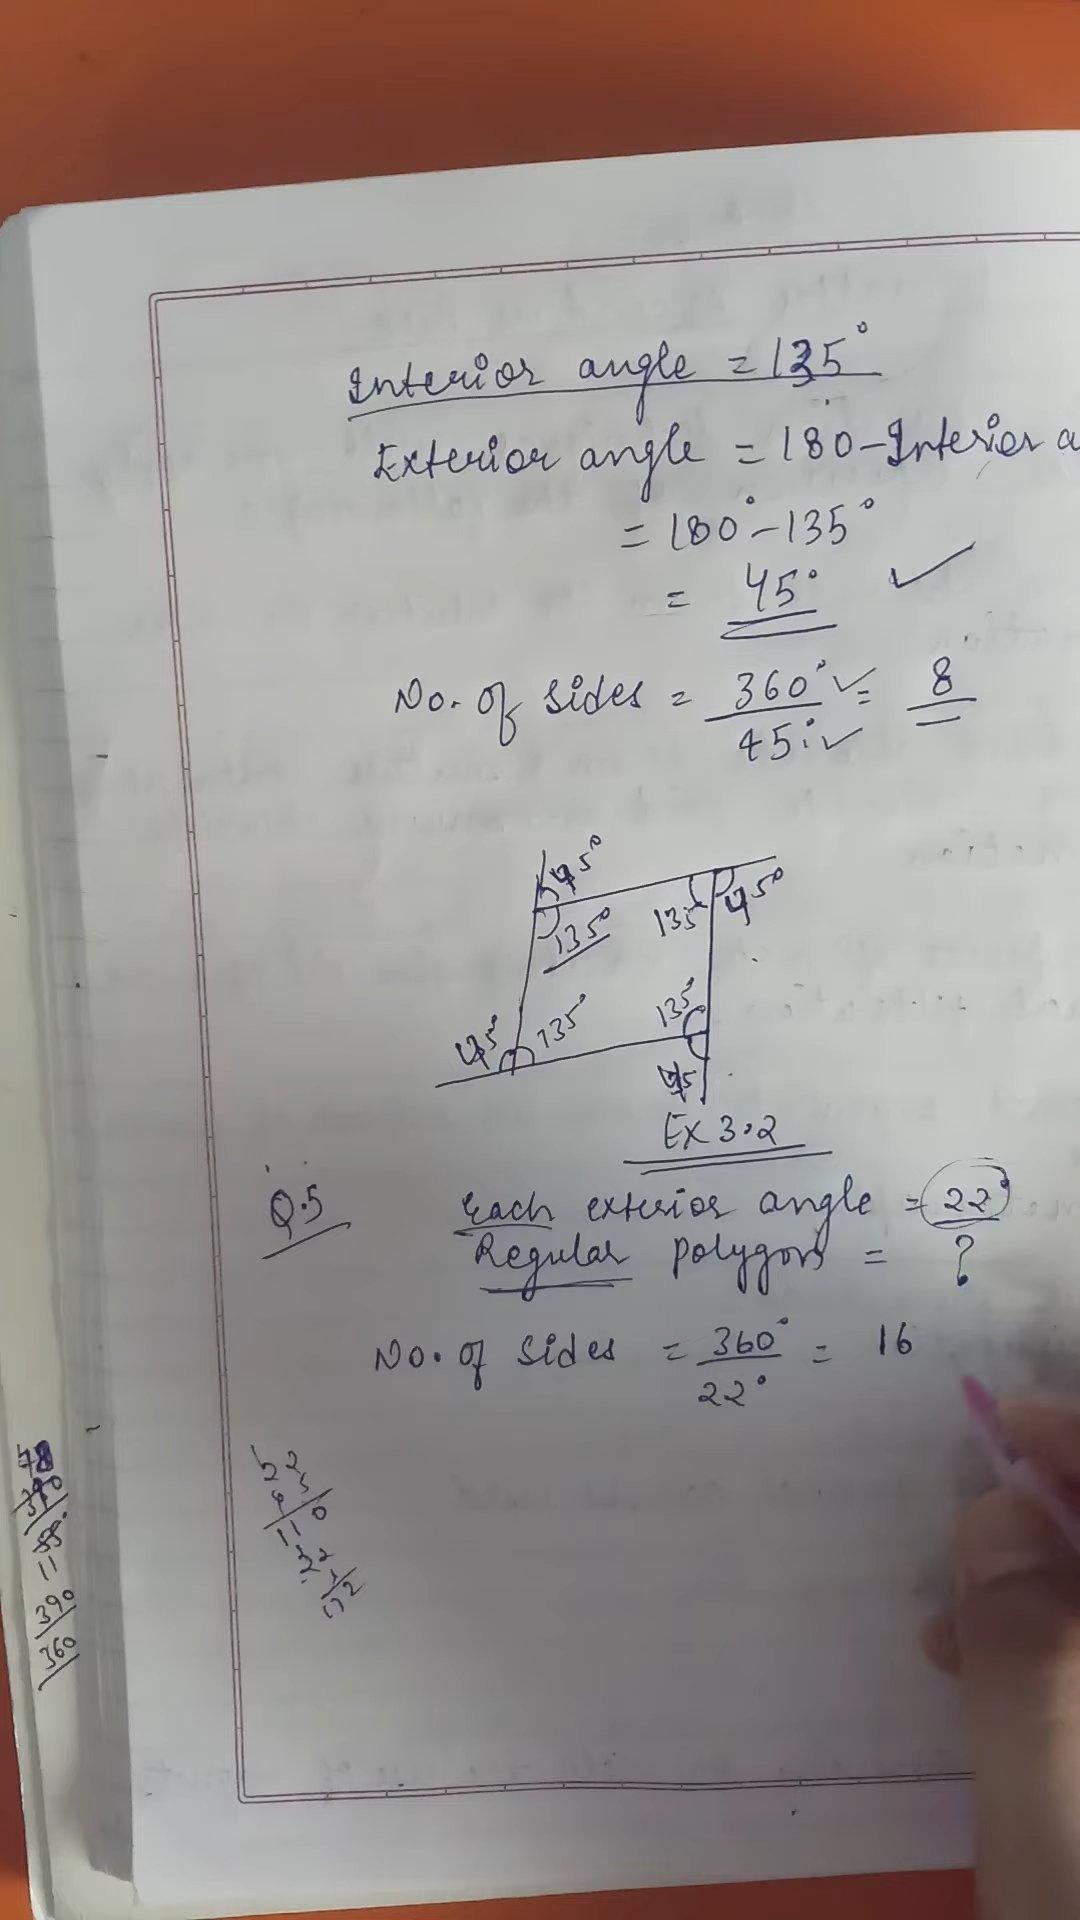 Interior angle = 135°
Exterior angle = 180 - Interior a
= 180° - 135°
= 45° ✓
No. of sides = 360° ✓ = 8
45° ✓
45°
135°
135
45°
45°
135°
135°
45
Ex 3.2
Q.5 Each exterior angle = 22°
Regular polygon = ?
No. of sides = 360° = 16
22°
390
360